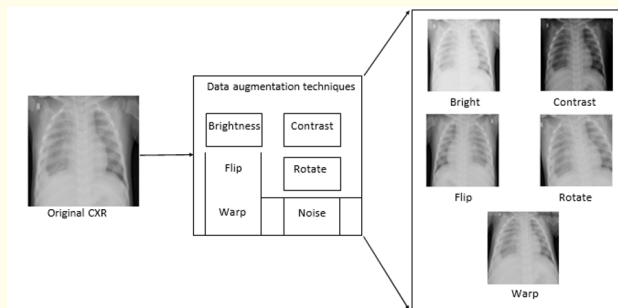 Original CXR
Data augmentation techniques
Brightness
Contrast
Flip
Rotate
Warp
Noise
Bright
Contrast
Flip
Rotate
Warp